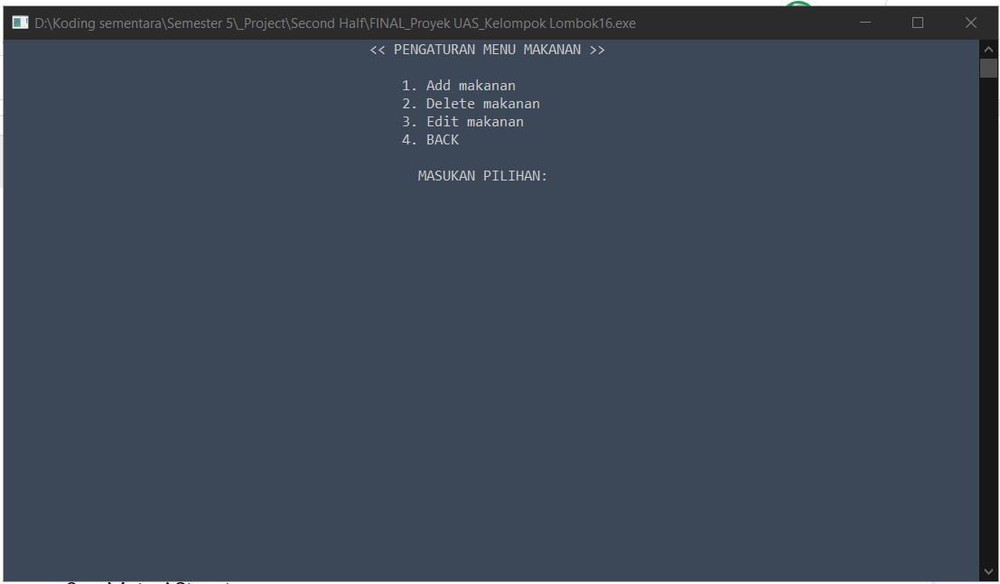 D:\Koding sementara\Semester 5\_Project\Second Half\FINAL_Proyek UAS_Kelompok Lombok16.exe
<< PENGATURAN MENU MAKANAN >>
1. Add makanan
2. Delete makanan
3. Edit makanan
4. BACK
MASUKAN PILIHAN: